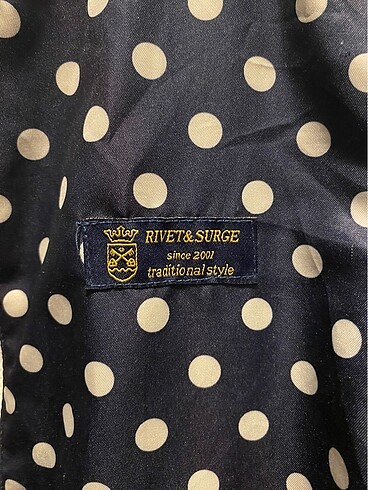 RIVET&SURGE
since 2001
traditional style